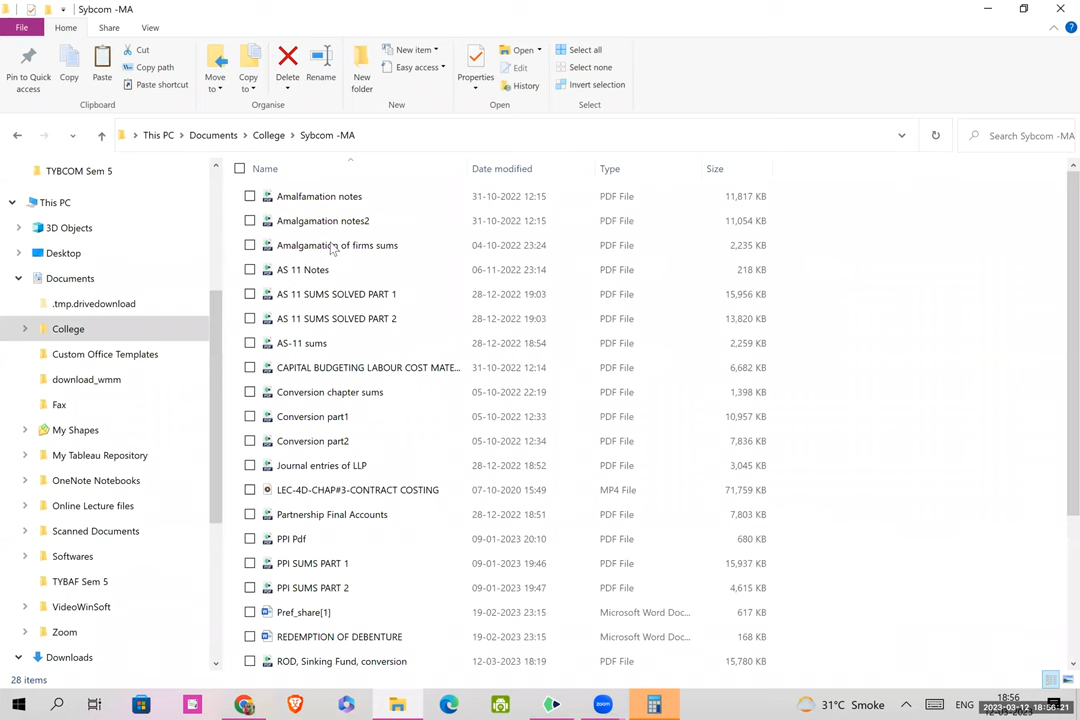 Sybcom -MA
File Home Share View
Pin to Quick access
Copy
Paste
Cut
Copy path
Paste shortcut
Clipboard
Move to
Copy to
Delete
Rename
Organise
New folder
New item
Easy access
New
Properties
Open
Edit
History
Open
Select all
Select none
Invert selection
Select
This PC > Documents > College > Sybcom -MA
Search Sybcom -MA
TYBCOM Sem 5
This PC
3D Objects
Desktop
Documents
.tmp.drivedownload
College
Custom Office Templates
download_wmm
Fax
My Shapes
My Tableau Repository
OneNote Notebooks
Online Lecture files
Scanned Documents
Softwares
TYBAF Sem 5
VideoWinSoft
Zoom
Downloads
Name Date modified Type Size
Amalfamation notes 31-10-2022 12:15 PDF File 11,817 KB
Amalgamation notes2 31-10-2022 12:15 PDF File 11,054 KB
Amalgamation of firms sums 04-10-2022 23:24 PDF File 2,235 KB
AS 11 Notes 06-11-2022 23:14 PDF File 218 KB
AS 11 SUMS SOLVED PART 1 28-12-2022 19:03 PDF File 15,956 KB
AS 11 SUMS SOLVED PART 2 28-12-2022 19:03 PDF File 13,820 KB
AS-11 sums 28-12-2022 18:54 PDF File 2,259 KB
CAPITAL BUDGETING LABOUR COST MATE... 31-10-2022 12:14 PDF File 6,682 KB
Conversion chapter sums 05-10-2022 22:19 PDF File 1,398 KB
Conversion part1 05-10-2022 12:33 PDF File 10,957 KB
Conversion part2 05-10-2022 12:34 PDF File 7,836 KB
Journal entries of LLP 28-12-2022 18:52 PDF File 3,045 KB
LEC-4D-CHAP#3-CONTRACT COSTING 07-10-2020 15:49 MP4 File 71,759 KB
Partnership Final Accounts 28-12-2022 18:51 PDF File 7,803 KB
PPI Pdf 09-01-2023 20:10 PDF File 680 KB
PPI SUMS PART 1 09-01-2023 19:46 PDF File 15,937 KB
PPI SUMS PART 2 09-01-2023 19:47 PDF File 4,615 KB
Pref_share[1] 19-02-2023 23:15 Microsoft Word Doc... 617 KB
REDEMPTION OF DEBENTURE 19-02-2023 23:15 Microsoft Word Doc... 168 KB
ROD, Sinking Fund, conversion 12-03-2023 18:19 PDF File 15,780 KB
28 items
zoom
31°C Smoke
ENG
18:56
2023-03-12 18:56:21